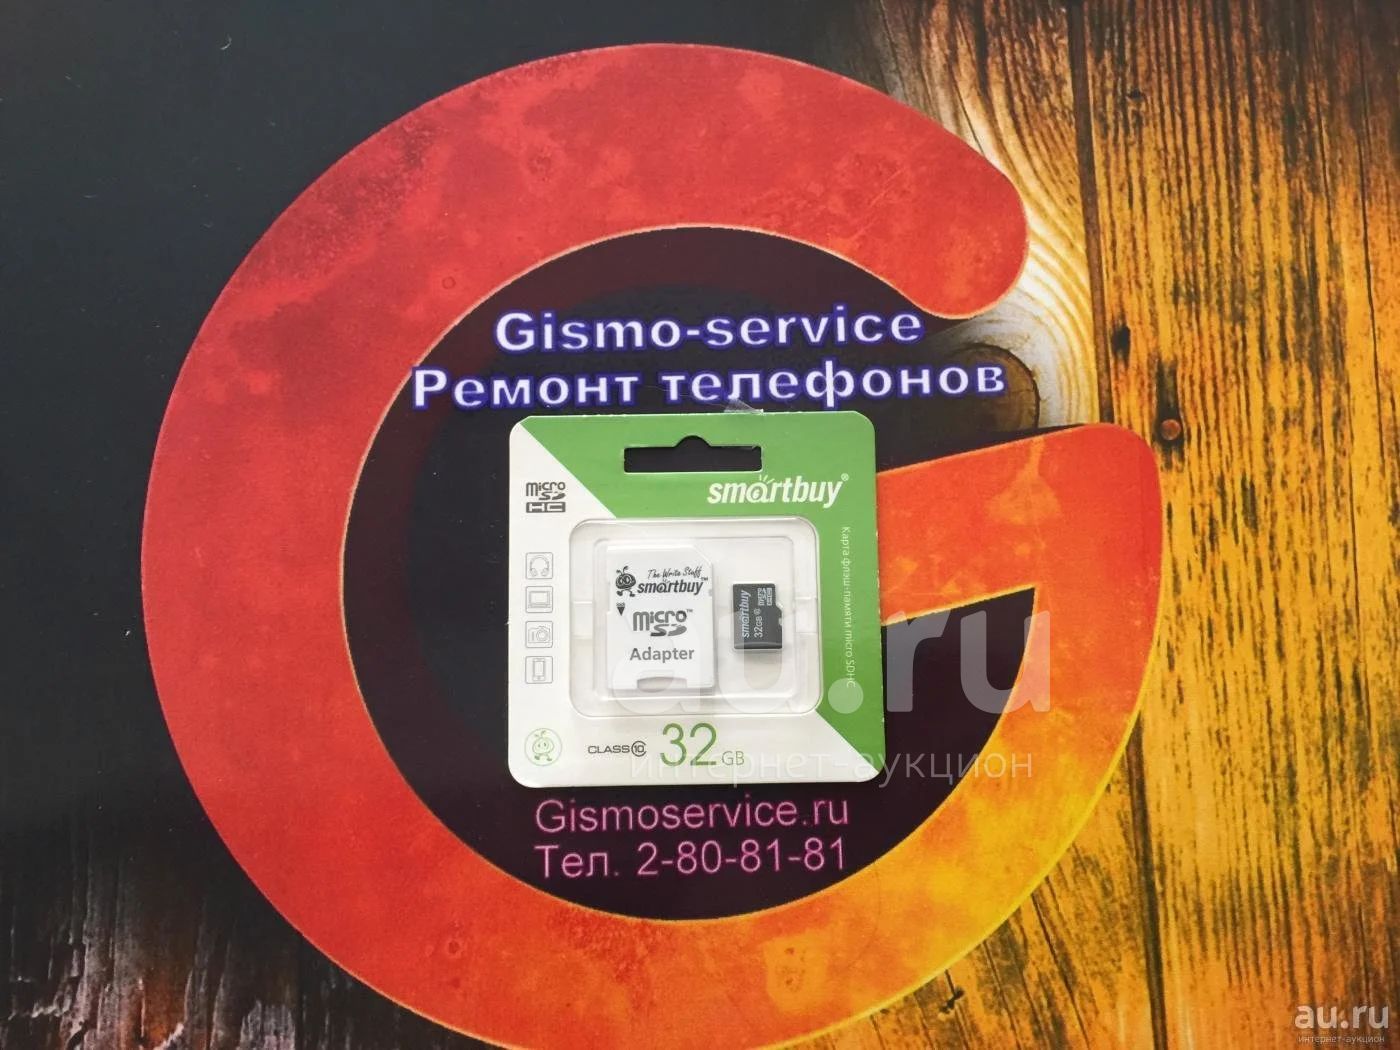 Gismo-service
Ремонт телефонов
Micro
SD
HC
smartbuy®
Карта флэш-памяти micro SDHC
The Write Stuff
smartbuy™
Micro™
SD
Adapter
smartbuy
32GB
CLASS 10
32 GB
au.ru
интернет-аукцион
Gismoservice.ru
Тел. 2-80-81-81
au.ru
интернет-аукцион